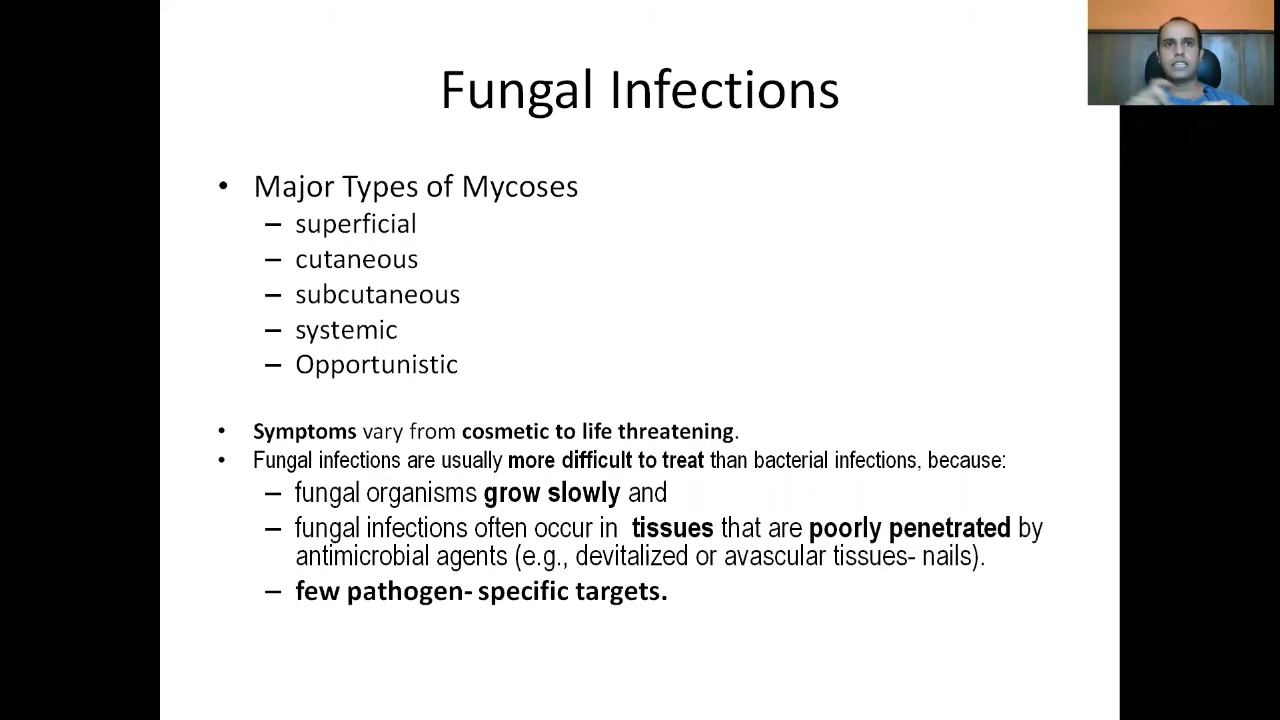 Fungal Infections
• Major Types of Mycoses
– superficial
– cutaneous
– subcutaneous
– systemic
– Opportunistic
• Symptoms vary from cosmetic to life threatening.
• Fungal infections are usually more difficult to treat than bacterial infections, because:
– fungal organisms grow slowly and
– fungal infections often occur in tissues that are poorly penetrated by
antimicrobial agents (e.g., devitalized or avascular tissues- nails).
– few pathogen- specific targets.